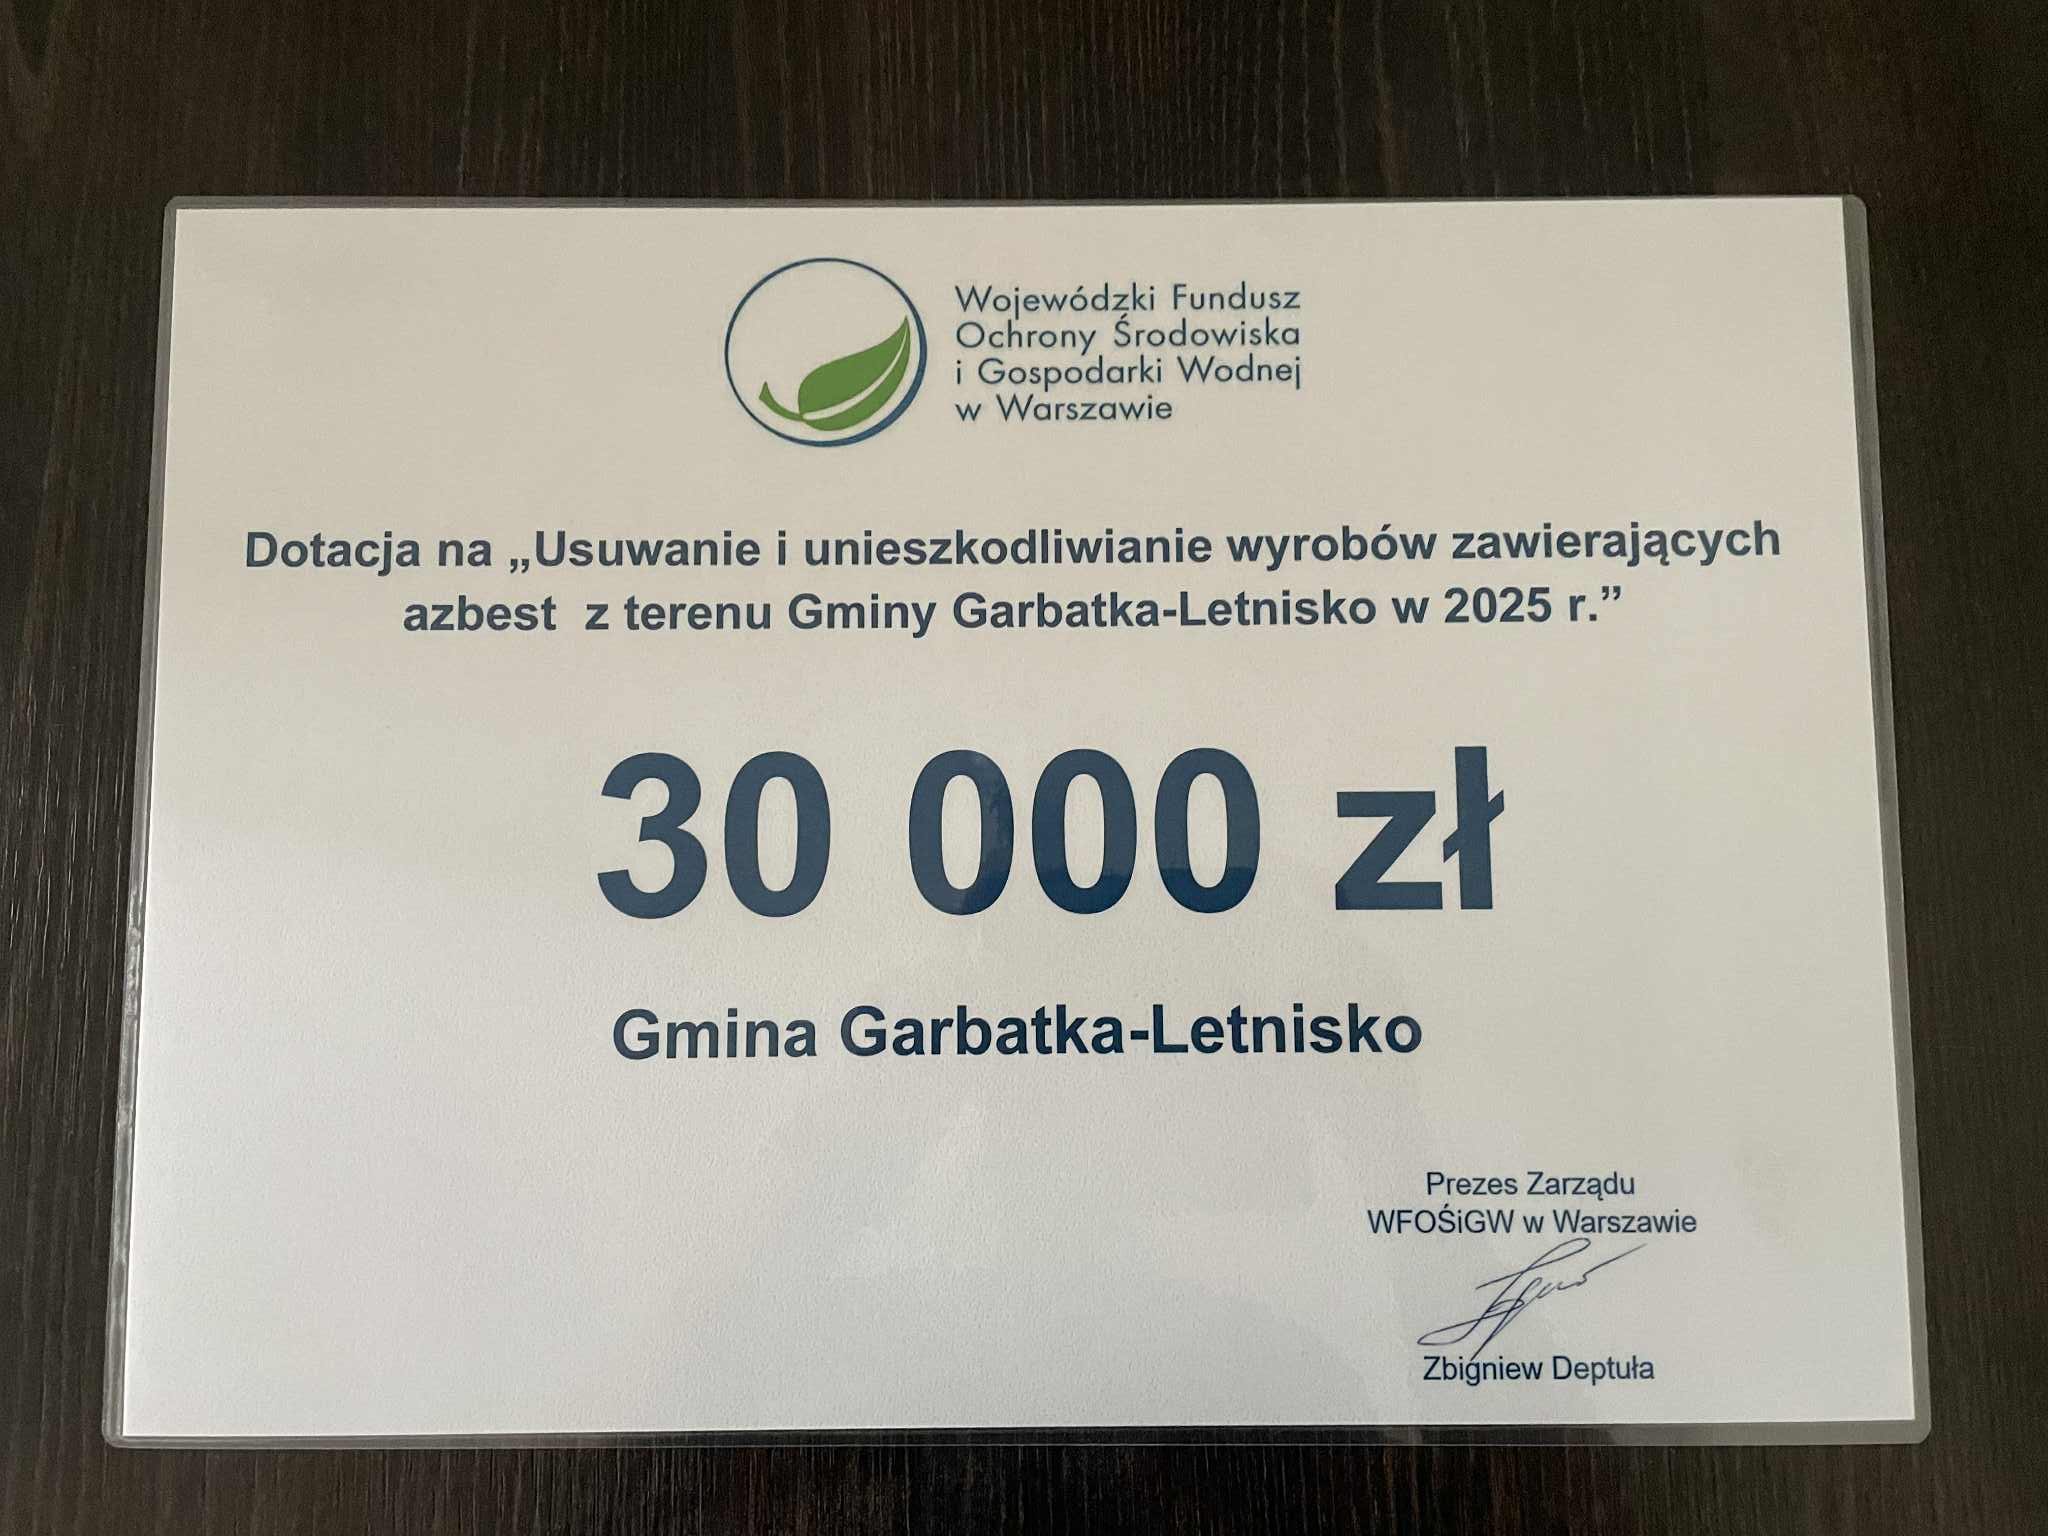 Wojewódzki Fundusz
Ochrony Środowiska
i Gospodarki Wodnej
w Warszawie
Dotacja na „Usuwanie i unieszkodliwianie wyrobów zawierających
azbest z terenu Gminy Garbatka-Letnisko w 2025 r.”
30 000 zł
Gmina Garbatka-Letnisko
Prezes Zarządu
WFOŚiGW w Warszawie
Zbigniew Deptuła